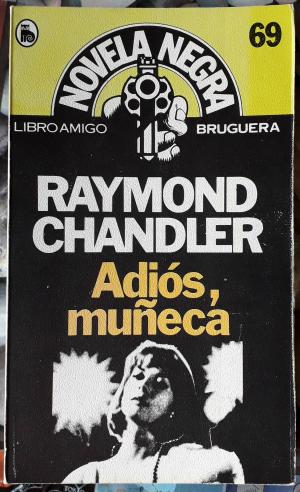 NOVELA NEGRA
69
LIBRO AMIGO
BRUGUERA
RAYMOND
CHANDLER
Adiós,
muñeca